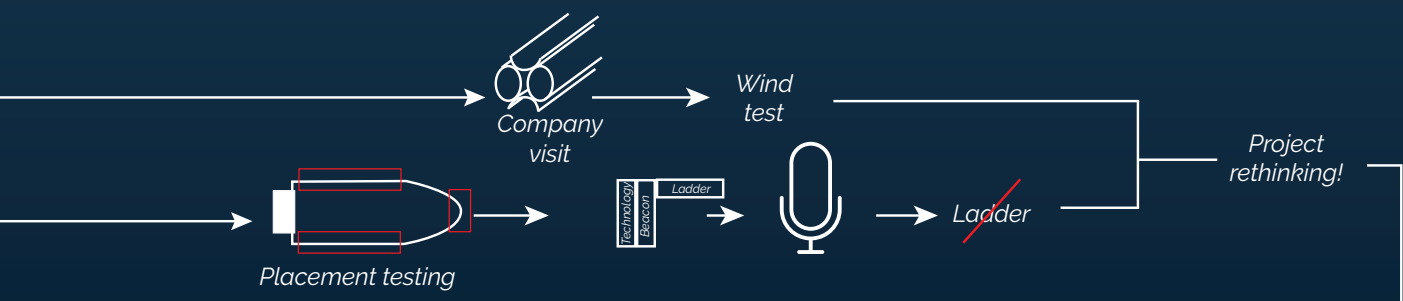 Company
visit
Wind
test
Project
rethinking!
Placement testing
Technology
Beacon
Ladder
Ladder